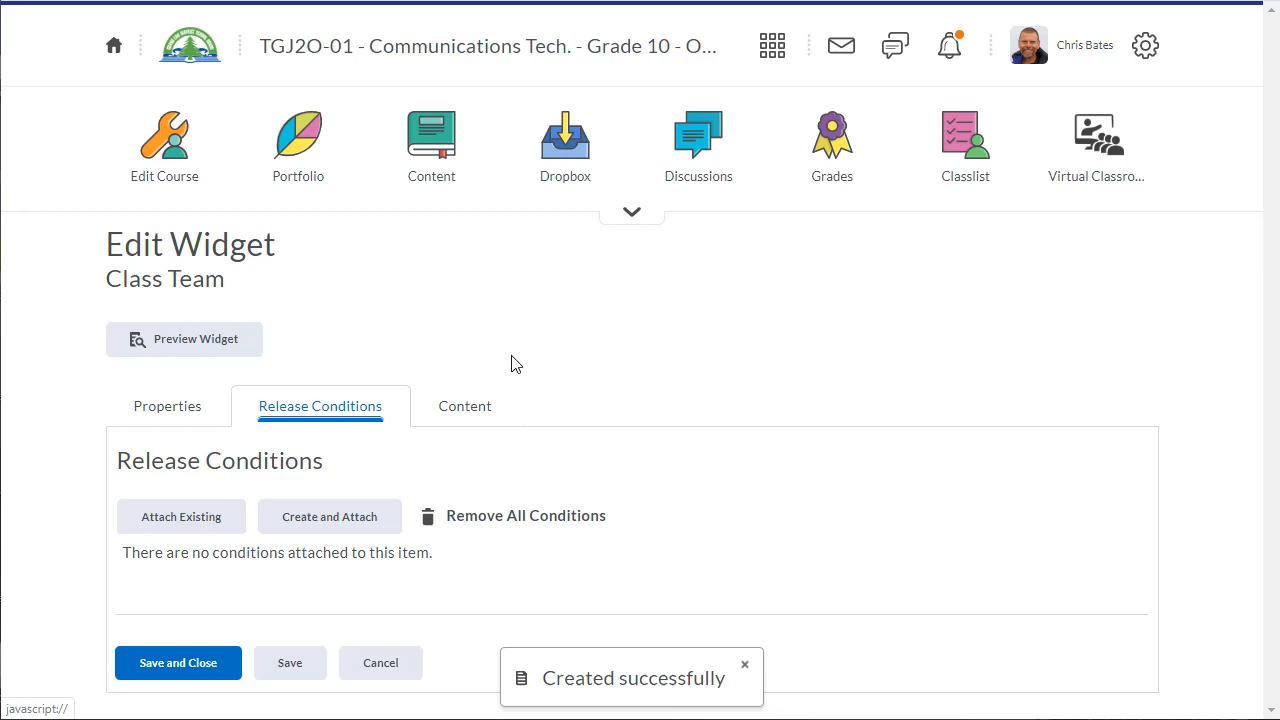 TGJ2O-01 - Communications Tech. - Grade 10 - O...
Chris Bates
Edit Course
Portfolio
Content
Dropbox
Discussions
Grades
Classlist
Virtual Classro...
Edit Widget
Class Team
Preview Widget
Properties
Release Conditions
Content
Release Conditions
Attach Existing
Create and Attach
Remove All Conditions
There are no conditions attached to this item.
Save and Close
Save
Cancel
Created successfully
javascript://